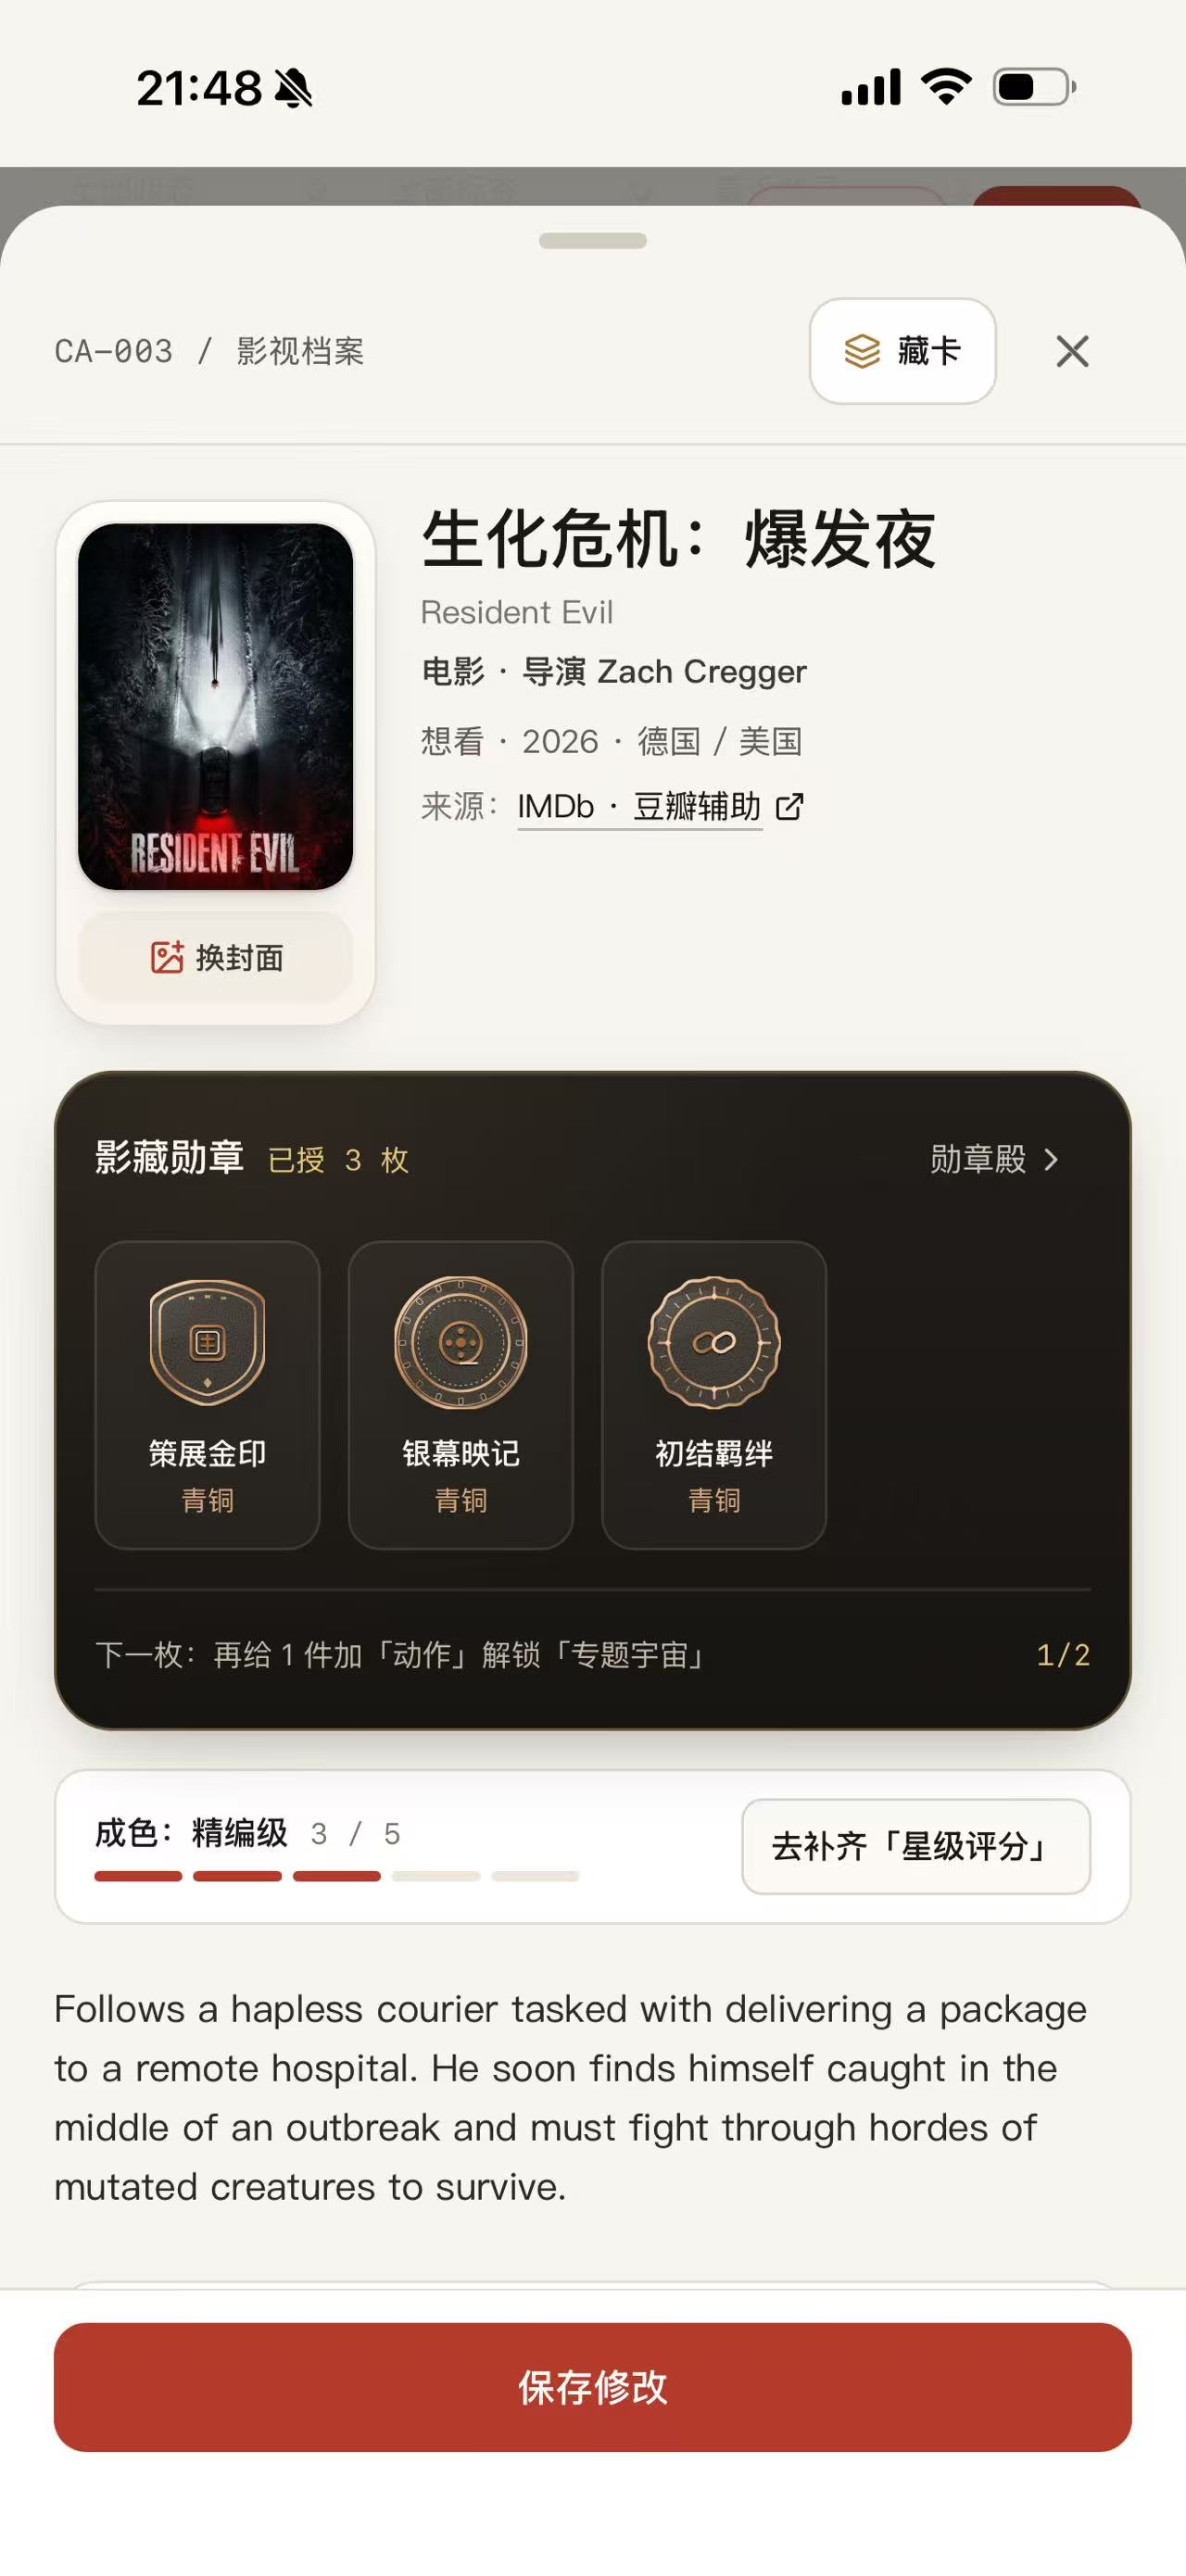 21:48
CA-003 / 影视档案
藏卡
生化危机：爆发夜
Resident Evil
电影 · 导演 Zach Cregger
想看 · 2026 · 德国 / 美国
来源：IMDb · 豆瓣辅助
RESIDENT EVIL
换封面
影藏勋章 已授 3 枚
勋章殿
策展金印
青铜
银幕映记
青铜
初结羁绊
青铜
下一枚：再给 1 件加「动作」解锁「专题宇宙」
1/2
成色：精编级 3 / 5
去补齐「星级评分」
Follows a hapless courier tasked with delivering a package
to a remote hospital. He soon finds himself caught in the
middle of an outbreak and must fight through hordes of
mutated creatures to survive.
保存修改